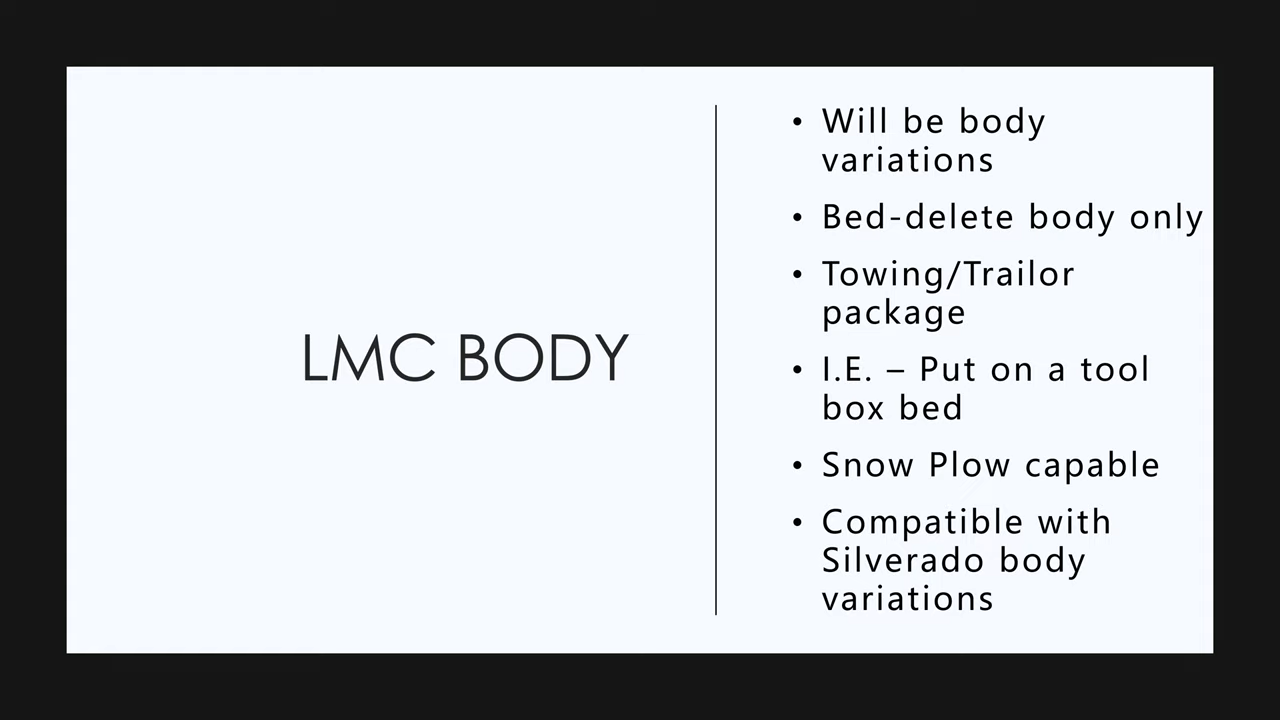 LMC BODY
• Will be body
variations
• Bed-delete body only
• Towing/Trailor
package
• I.E. – Put on a tool
box bed
• Snow Plow capable
• Compatible with
Silverado body
variations